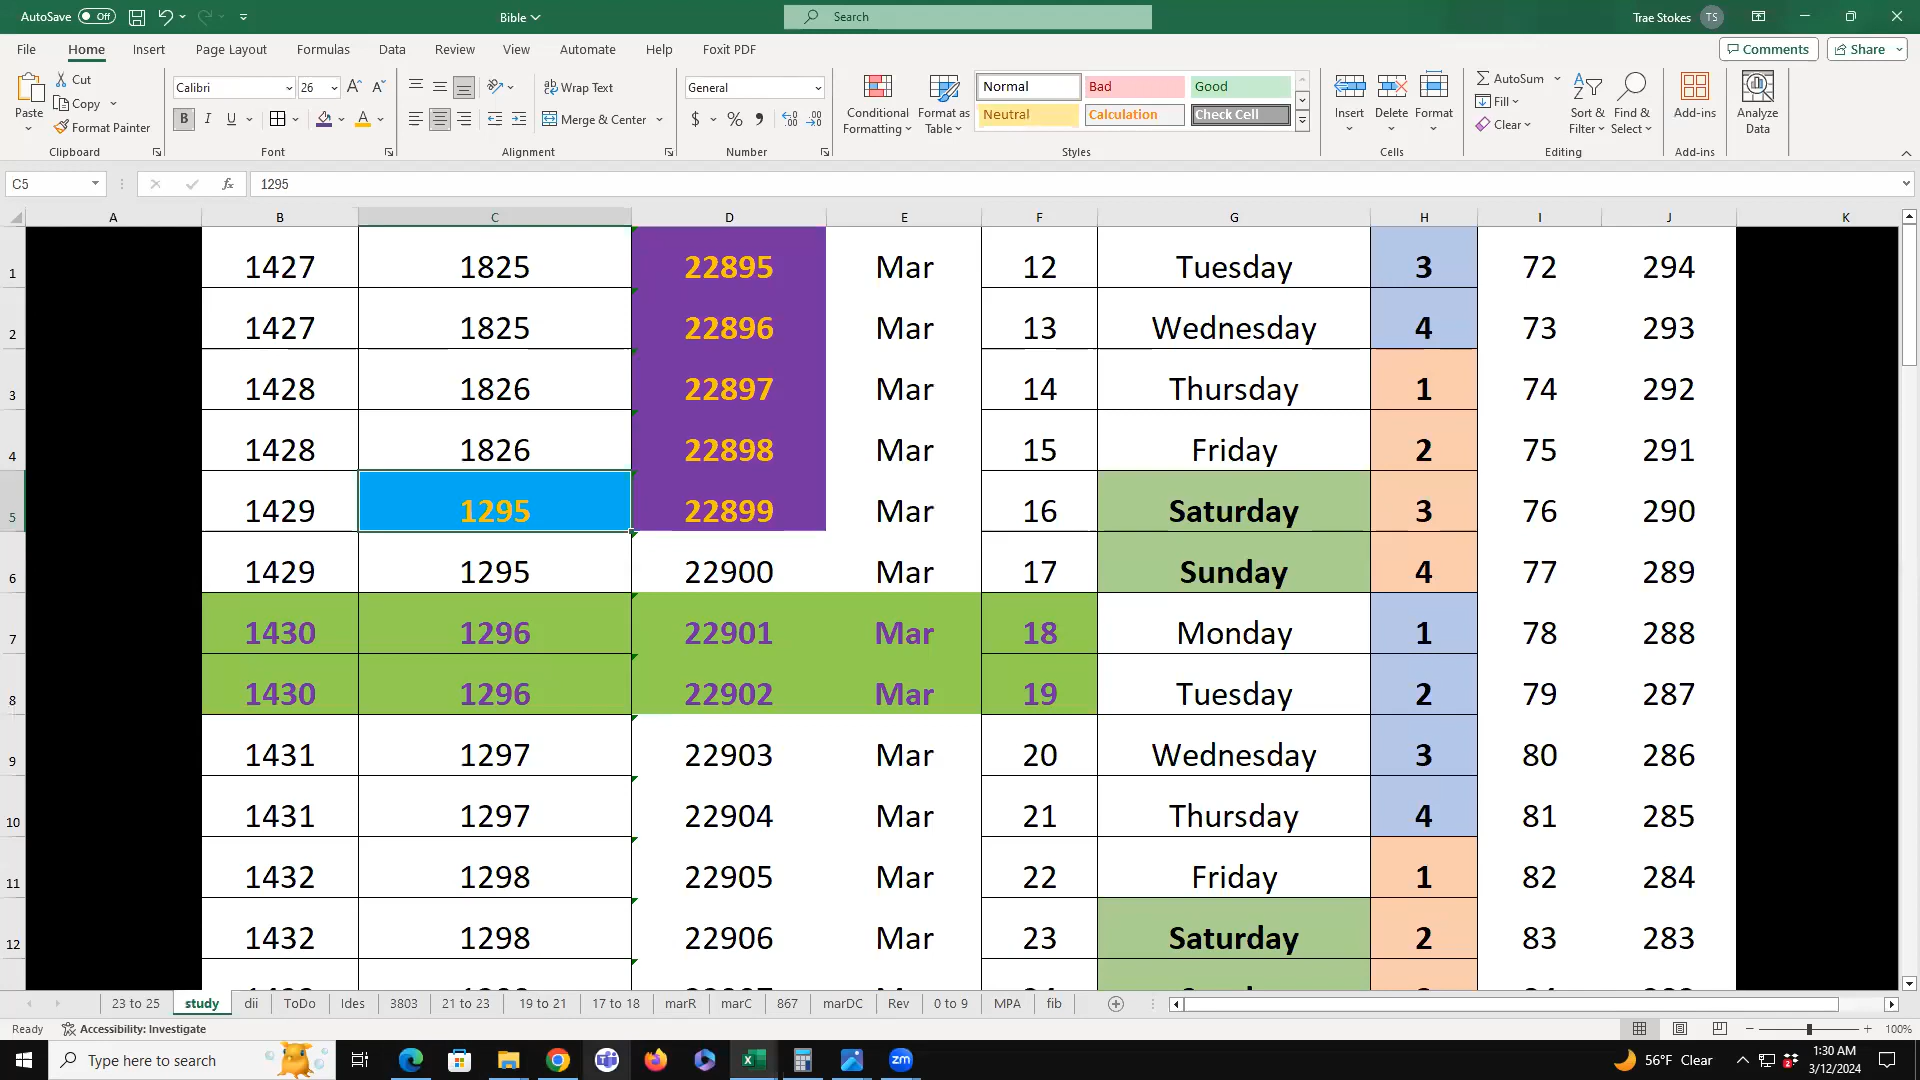 AutoSave Off Bible Search Trae Stokes TS
File Home Insert Page Layout Formulas Data Review View Automate Help Foxit PDF Comments Share
Paste Cut Copy Format Painter Clipboard
Calibri 26 A A B I U A Font
Wrap Text Merge & Center Alignment
General $ % Number
Conditional Formatting Format as Table Normal Bad Good Neutral Calculation Check Cell Styles
Insert Delete Format Cells
AutoSum Fill Clear Sort & Filter Find & Select Editing
Add-ins Add-ins
Analyze Data
C5 fx 1295
A B C D E F G H I J K
1 1427 1825 22895 Mar 12 Tuesday 3 72 294
2 1427 1825 22896 Mar 13 Wednesday 4 73 293
3 1428 1826 22897 Mar 14 Thursday 1 74 292
4 1428 1826 22898 Mar 15 Friday 2 75 291
5 1429 1295 22899 Mar 16 Saturday 3 76 290
6 1429 1295 22900 Mar 17 Sunday 4 77 289
7 1430 1296 22901 Mar 18 Monday 1 78 288
8 1430 1296 22902 Mar 19 Tuesday 2 79 287
9 1431 1297 22903 Mar 20 Wednesday 3 80 286
10 1431 1297 22904 Mar 21 Thursday 4 81 285
11 1432 1298 22905 Mar 22 Friday 1 82 284
12 1432 1298 22906 Mar 23 Saturday 2 83 283
23 to 25 study dii ToDo Ides 3803 21 to 23 19 to 21 17 to 18 marR marC 867 marDC Rev 0 to 9 MPA fib
Ready Accessibility: Investigate 100%
Type here to search zm 56°F Clear 1:30 AM
3/12/2024